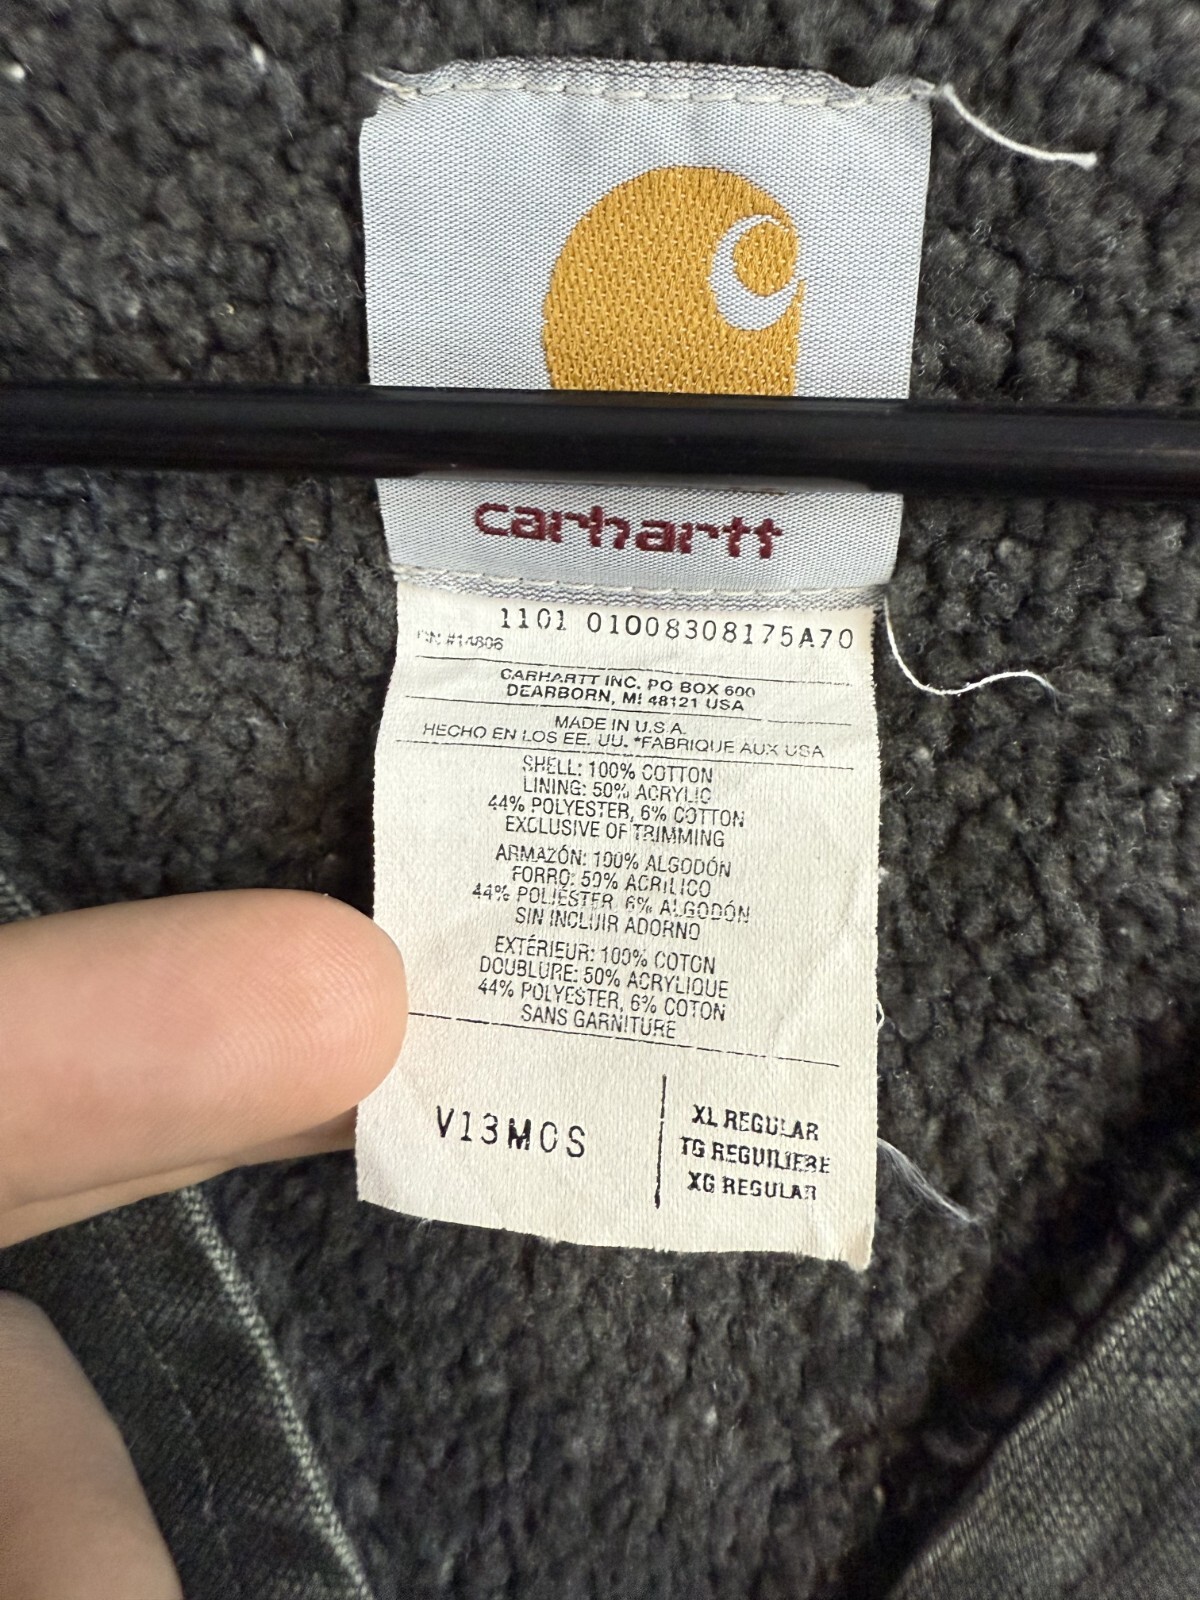 carhartt
1101 01008308175A70
RN #14806
CARHARTT INC. PO BOX 600
DEARBORN, MI 48121 USA
MADE IN U.S.A.
HECHO EN LOS EE. UU. *FABRIQUE AUX USA
SHELL: 100% COTTON
LINING: 50% ACRYLIC
44% POLYESTER, 6% COTTON
EXCLUSIVE OF TRIMMING
ARMAZÓN: 100% ALGODÓN
FORRO: 50% ACRILICO
44% POLIESTER, 6% ALGODÓN
SIN INCLUIR ADORNO
EXTÉRIEUR: 100% COTON
DOUBLURE: 50% ACRYLIQUE
44% POLYESTER, 6% COTON
SANS GARNITURE
V13MOS
XL REGULAR
TG REGUILIERE
XG REGULAR